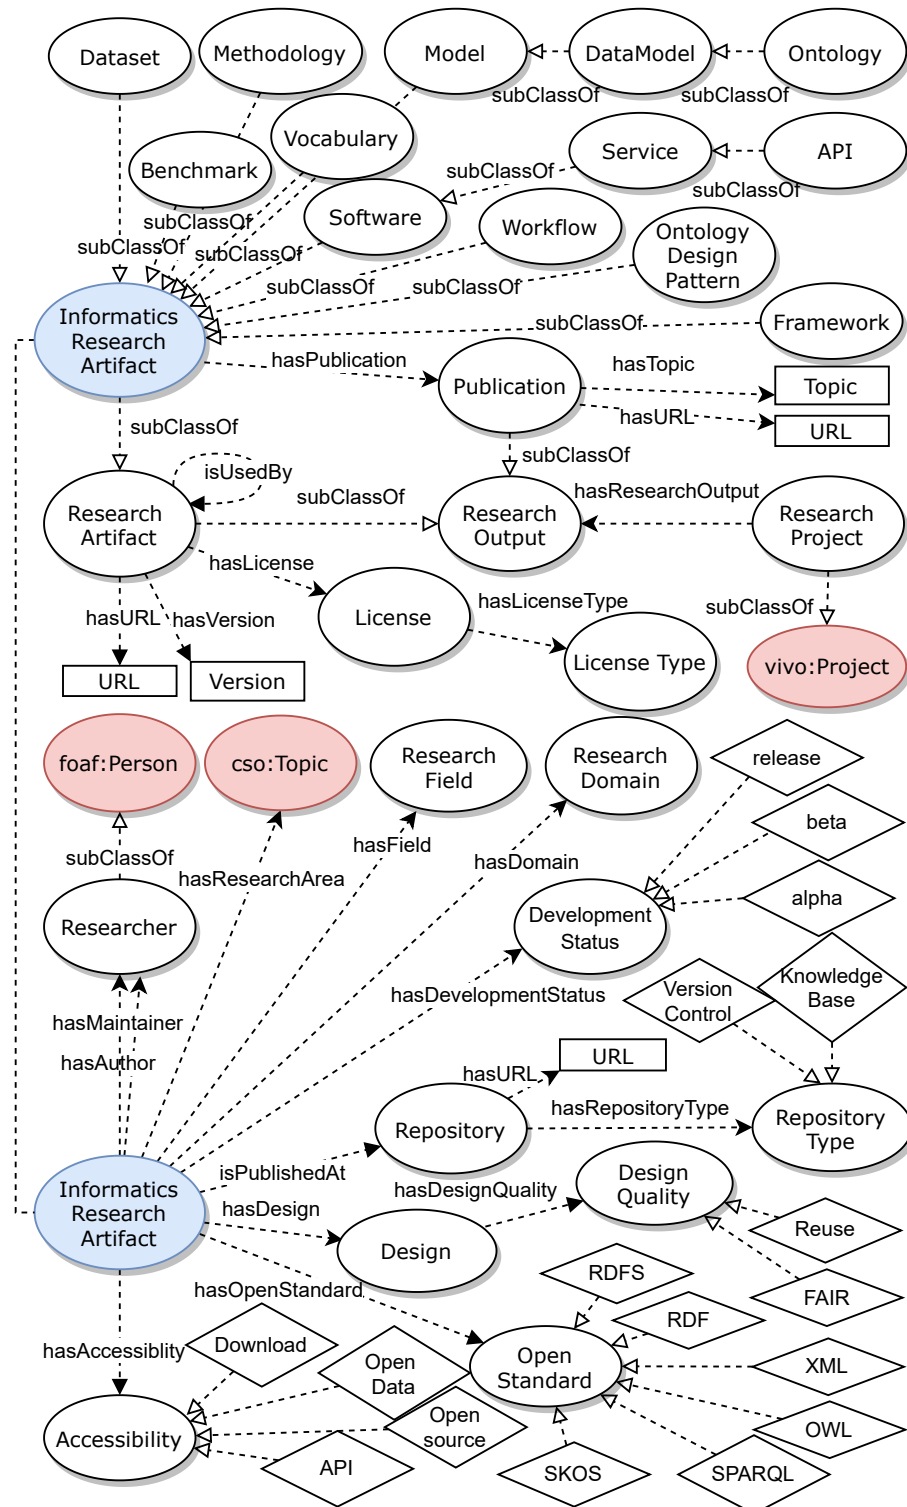 Dataset
Methodology
Model
DataModel
Ontology
subClassOf
subClassOf
Vocabulary
Benchmark
Service
API
subClassOf
subClassOf
Software
Workflow
Ontology
Design
Pattern
subClassOf
subClassOf
subClassOf
subClassOf
subClassOf
Informatics
Research
Artifact
subClassOf
Framework
hasPublication
Publication
hasTopic
Topic
hasURL
URL
subClassOf
subClassOf
isUsedBy
Research
Artifact
subClassOf
Research
Output
hasResearchOutput
Research
Project
hasLicense
License
hasLicenseType
License Type
subClassOf
vivo:Project
hasURL
hasVersion
URL
Version
foaf:Person
cso:Topic
Research
Field
Research
Domain
release
beta
alpha
subClassOf
hasResearchArea
hasField
hasDomain
Researcher
Development
Status
hasDevelopmentStatus
Version
Control
Knowledge
Base
hasMaintainer
hasAuthor
URL
hasURL
Repository
hasRepositoryType
Repository
Type
isPublishedAt
Informatics
Research
Artifact
hasDesign
Design
hasDesignQuality
Design
Quality
Reuse
FAIR
hasOpenStandard
RDFS
RDF
Open
Standard
XML
OWL
SPARQL
SKOS
hasAccessiblity
Download
Open
Data
Open
source
API
Accessibility